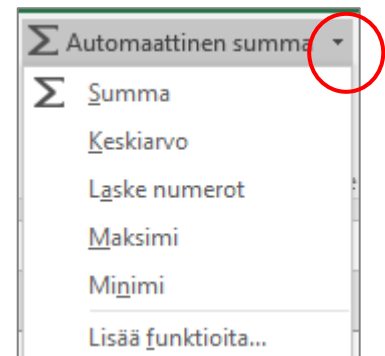 Σ Automaattinen summa
Σ Summa
Keskiarvo
Laske numerot
Maksimi
Minimi
Lisää funktioita...